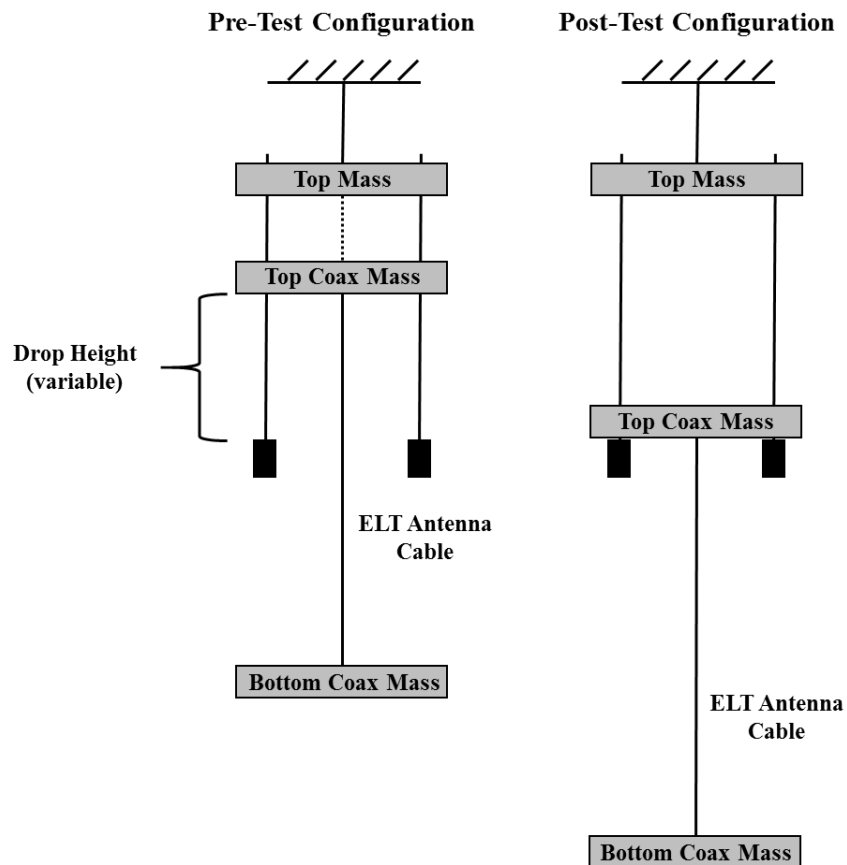 Pre-Test Configuration
Top Mass
Top Coax Mass
Drop Height
(variable)
ELT Antenna
Cable
Bottom Coax Mass
Post-Test Configuration
Top Mass
Top Coax Mass
ELT Antenna
Cable
Bottom Coax Mass